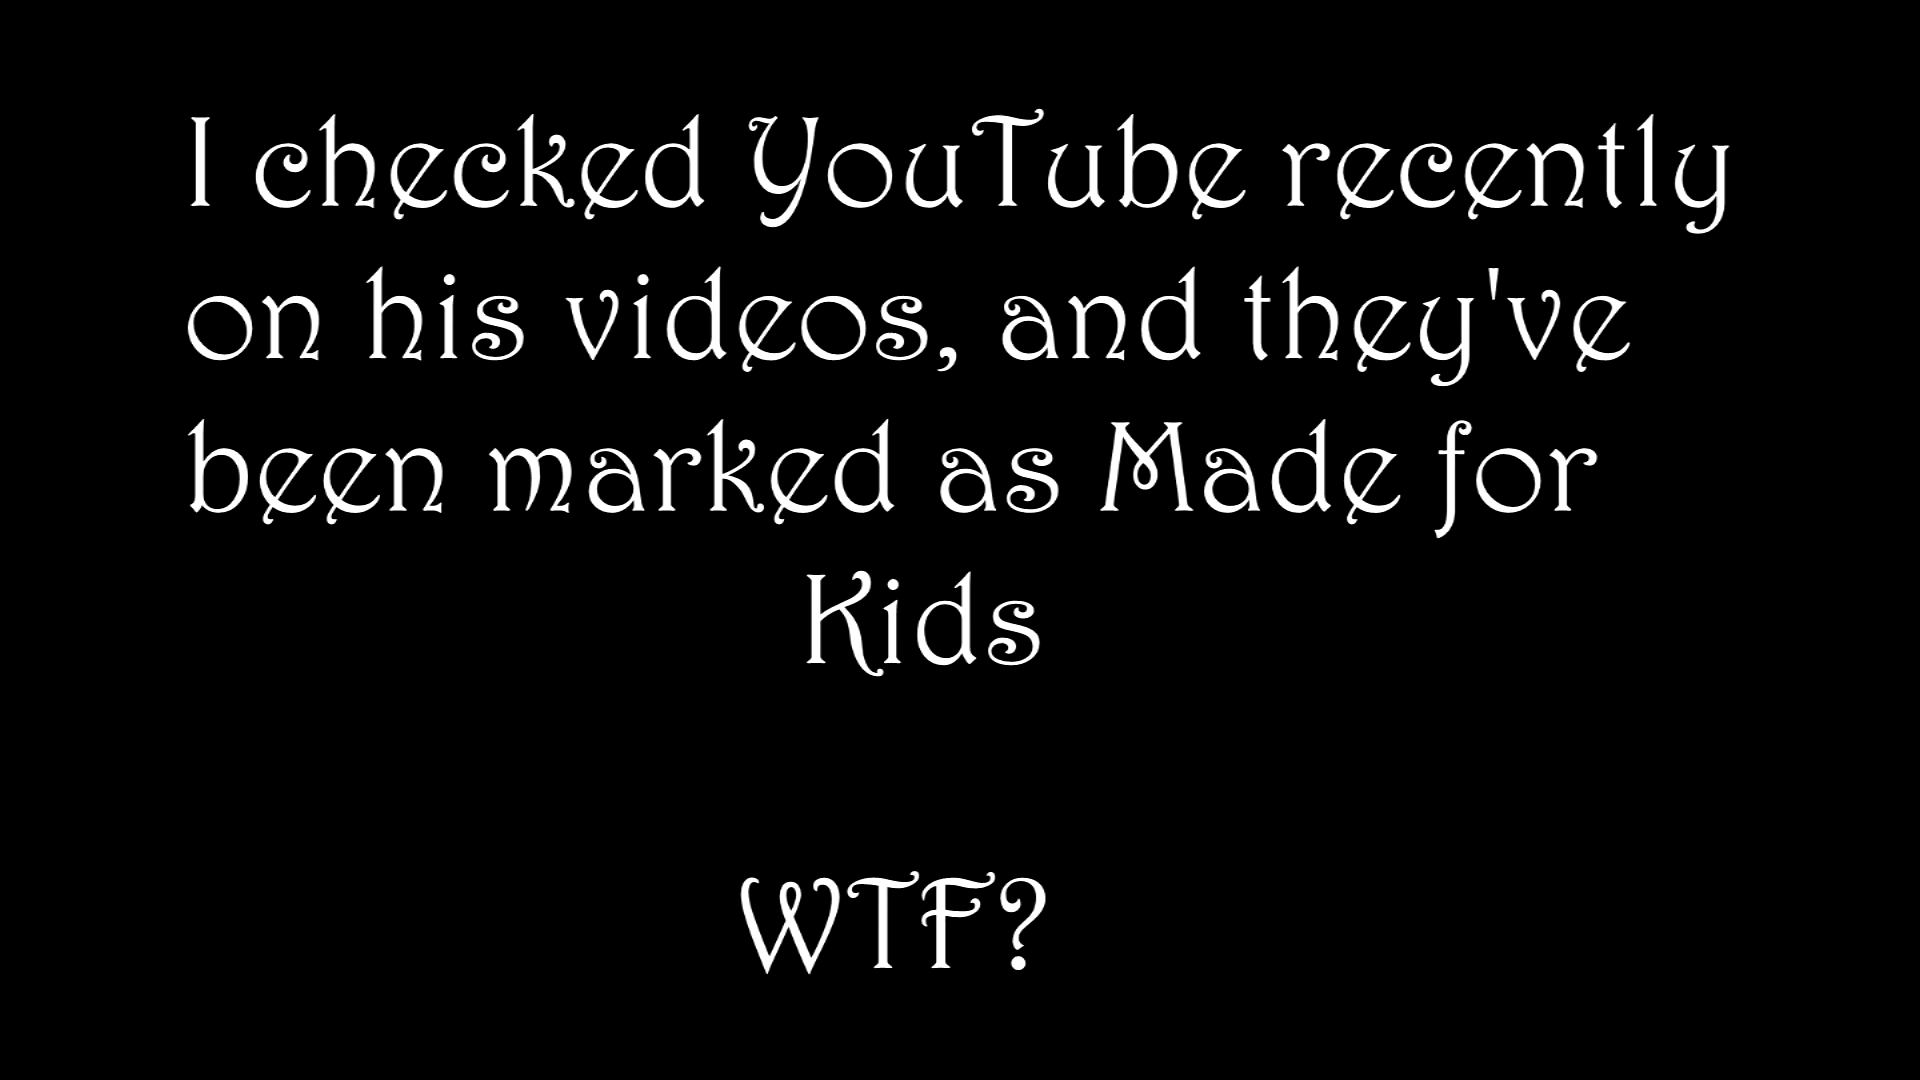 I checked YouTube recently
on his videos, and they've
been marked as Made for
Kids
WTF?